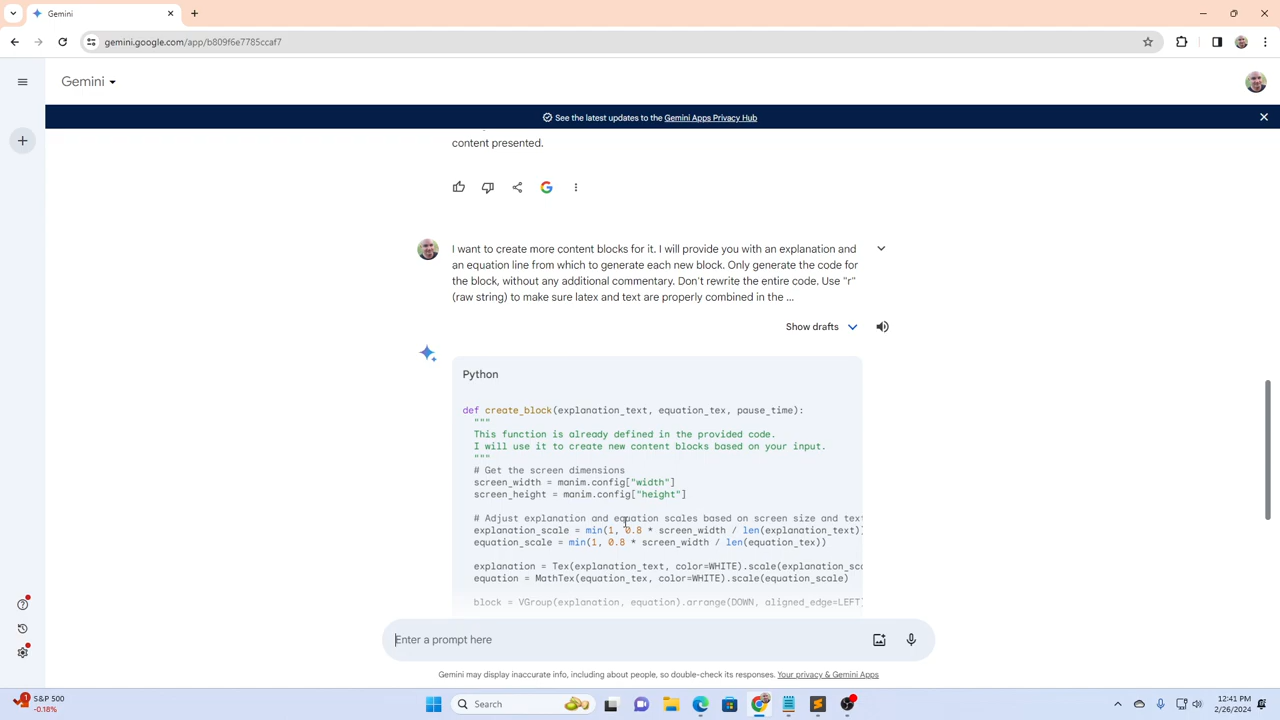 Gemini
gemini.google.com/app/b809f6e7785ccaf7
Gemini
See the latest updates to the Gemini Apps Privacy Hub
content presented.
I want to create more content blocks for it. I will provide you with an explanation and
an equation line from which to generate each new block. Only generate the code for
the block, without any additional commentary. Don't rewrite the entire code. Use "r"
(raw string) to make sure latex and text are properly combined in the ...
Show drafts
Python
def create_block(explanation_text, equation_tex, pause_time):
"""
This function is already defined in the provided code.
I will use it to create new content blocks based on your input.
"""
# Get the screen dimensions
screen_width = manim.config["width"]
screen_height = manim.config["height"]
# Adjust explanation and equation scales based on screen size and text
explanation_scale = min(1, 0.8 * screen_width / len(explanation_text))
equation_scale = min(1, 0.8 * screen_width / len(equation_tex))
explanation = Tex(explanation_text, color=WHITE).scale(explanation_sca
equation = MathTex(equation_tex, color=WHITE).scale(equation_scale)
block = VGroup(explanation, equation).arrange(DOWN, aligned_edge=LEFT)
Enter a prompt here
Gemini may display inaccurate info, including about people, so double-check its responses. Your privacy & Gemini Apps
S&P 500
-0.18%
1
Search
12:41 PM
2/26/2024